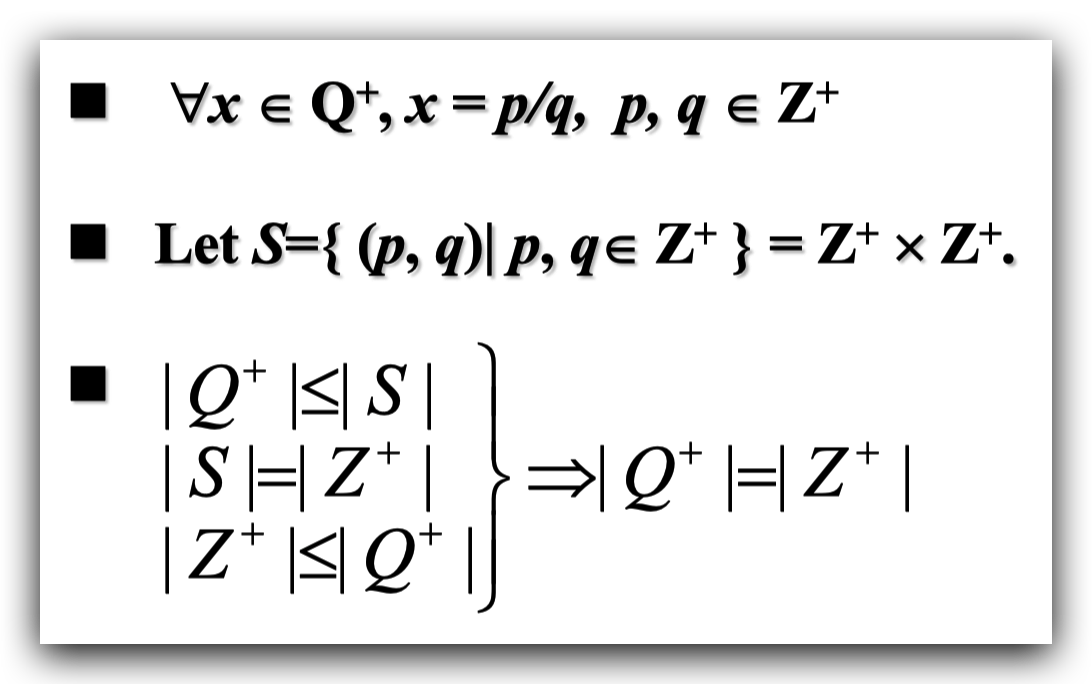 ■ ∀x ∈ Q⁺, x = p/q, p, q ∈ Z⁺
■ Let S={ (p, q)| p, q∈ Z⁺ } = Z⁺ × Z⁺.
■ | Q⁺ |≤| S |
| S |=| Z⁺ | ⇒| Q⁺ |=| Z⁺ |
| Z⁺ |≤| Q⁺ |